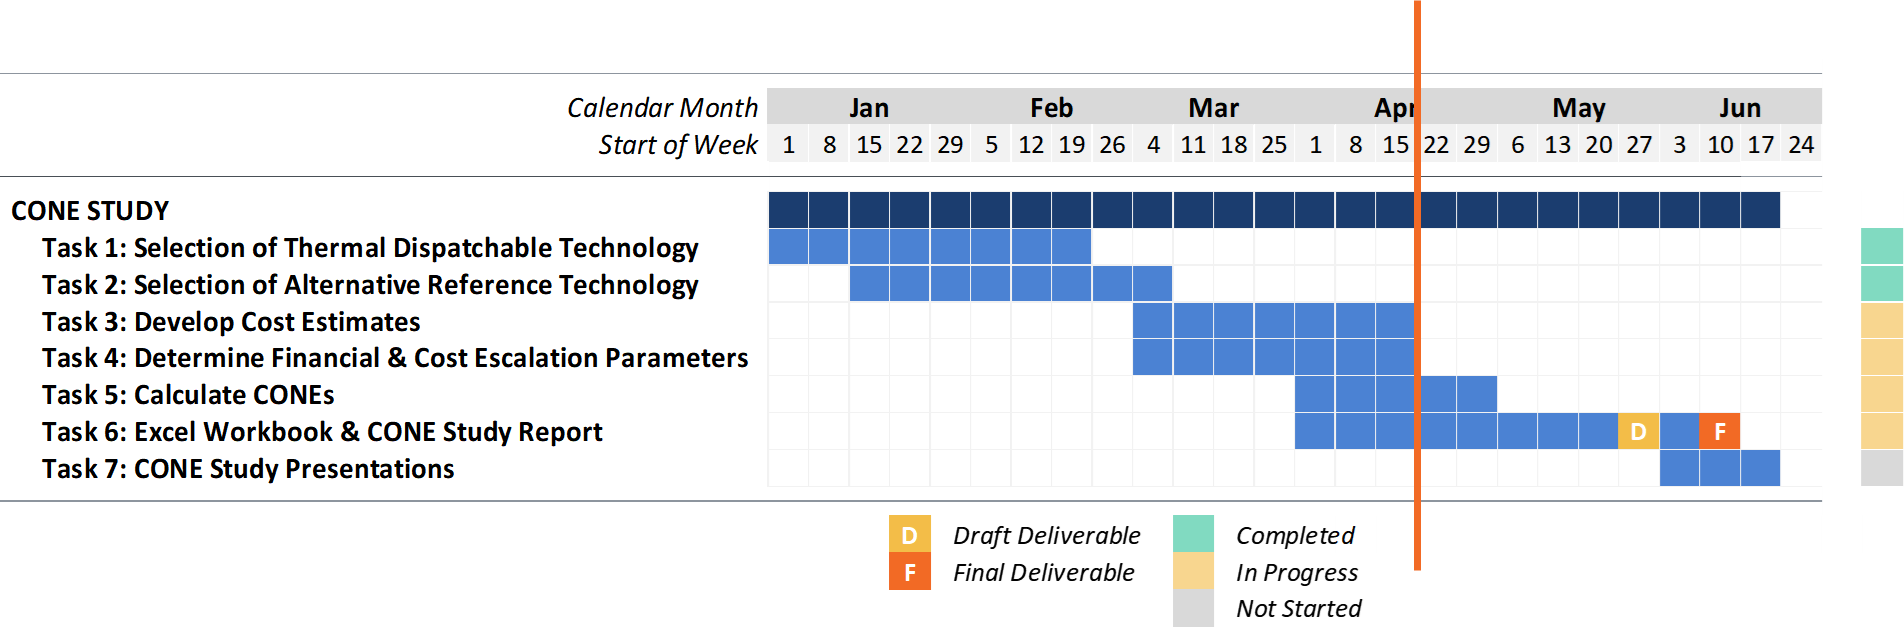 Calendar Month Jan Feb Mar Apr May Jun
Start of Week 1 8 15 22 29 5 12 19 26 4 11 18 25 1 8 15 22 29 6 13 20 27 3 10 17 24
CONE STUDY
Task 1: Selection of Thermal Dispatchable Technology
Task 2: Selection of Alternative Reference Technology
Task 3: Develop Cost Estimates
Task 4: Determine Financial & Cost Escalation Parameters
Task 5: Calculate CONEs
Task 6: Excel Workbook & CONE Study Report D F
Task 7: CONE Study Presentations
D Draft Deliverable Completed
F Final Deliverable In Progress
Not Started